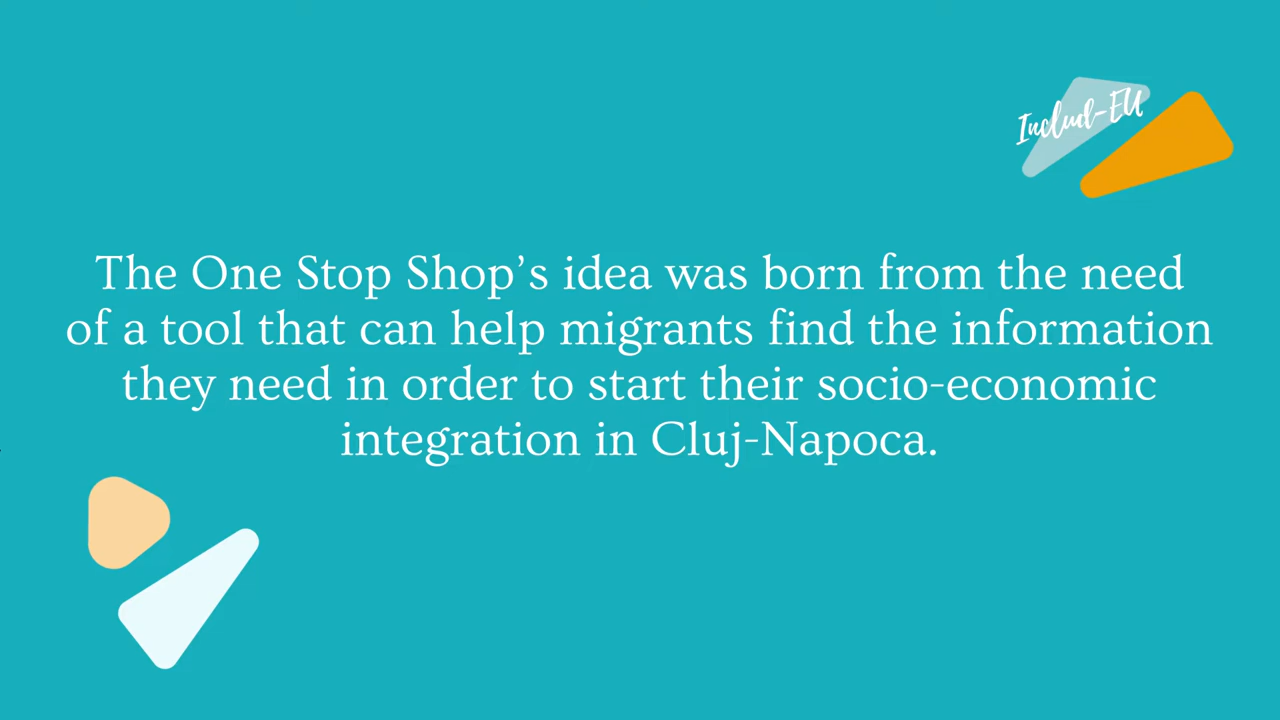 Includ-EU
The One Stop Shop’s idea was born from the need
of a tool that can help migrants find the information
they need in order to start their socio-economic
integration in Cluj-Napoca.